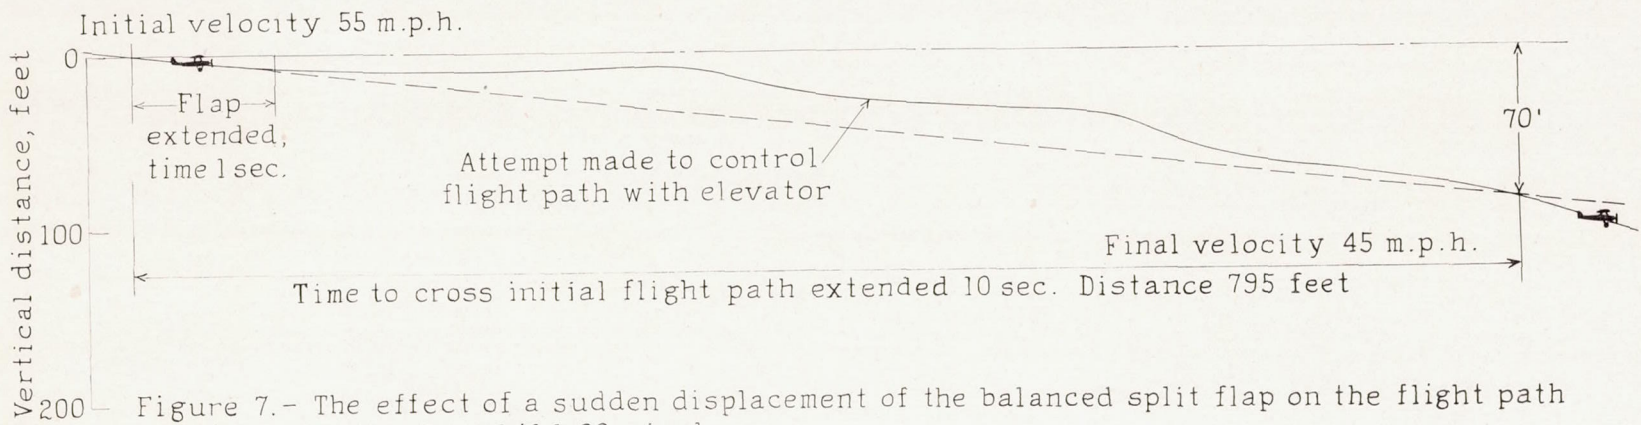 Initial velocity 55 m.p.h.
0
Flap
extended,
time 1 sec.
Attempt made to control
flight path with elevator
70'
Vertical distance, feet
100
Final velocity 45 m.p.h.
Time to cross initial flight path extended 10 sec. Distance 795 feet
200
Figure 7.- The effect of a sudden displacement of the balanced split flap on the flight path